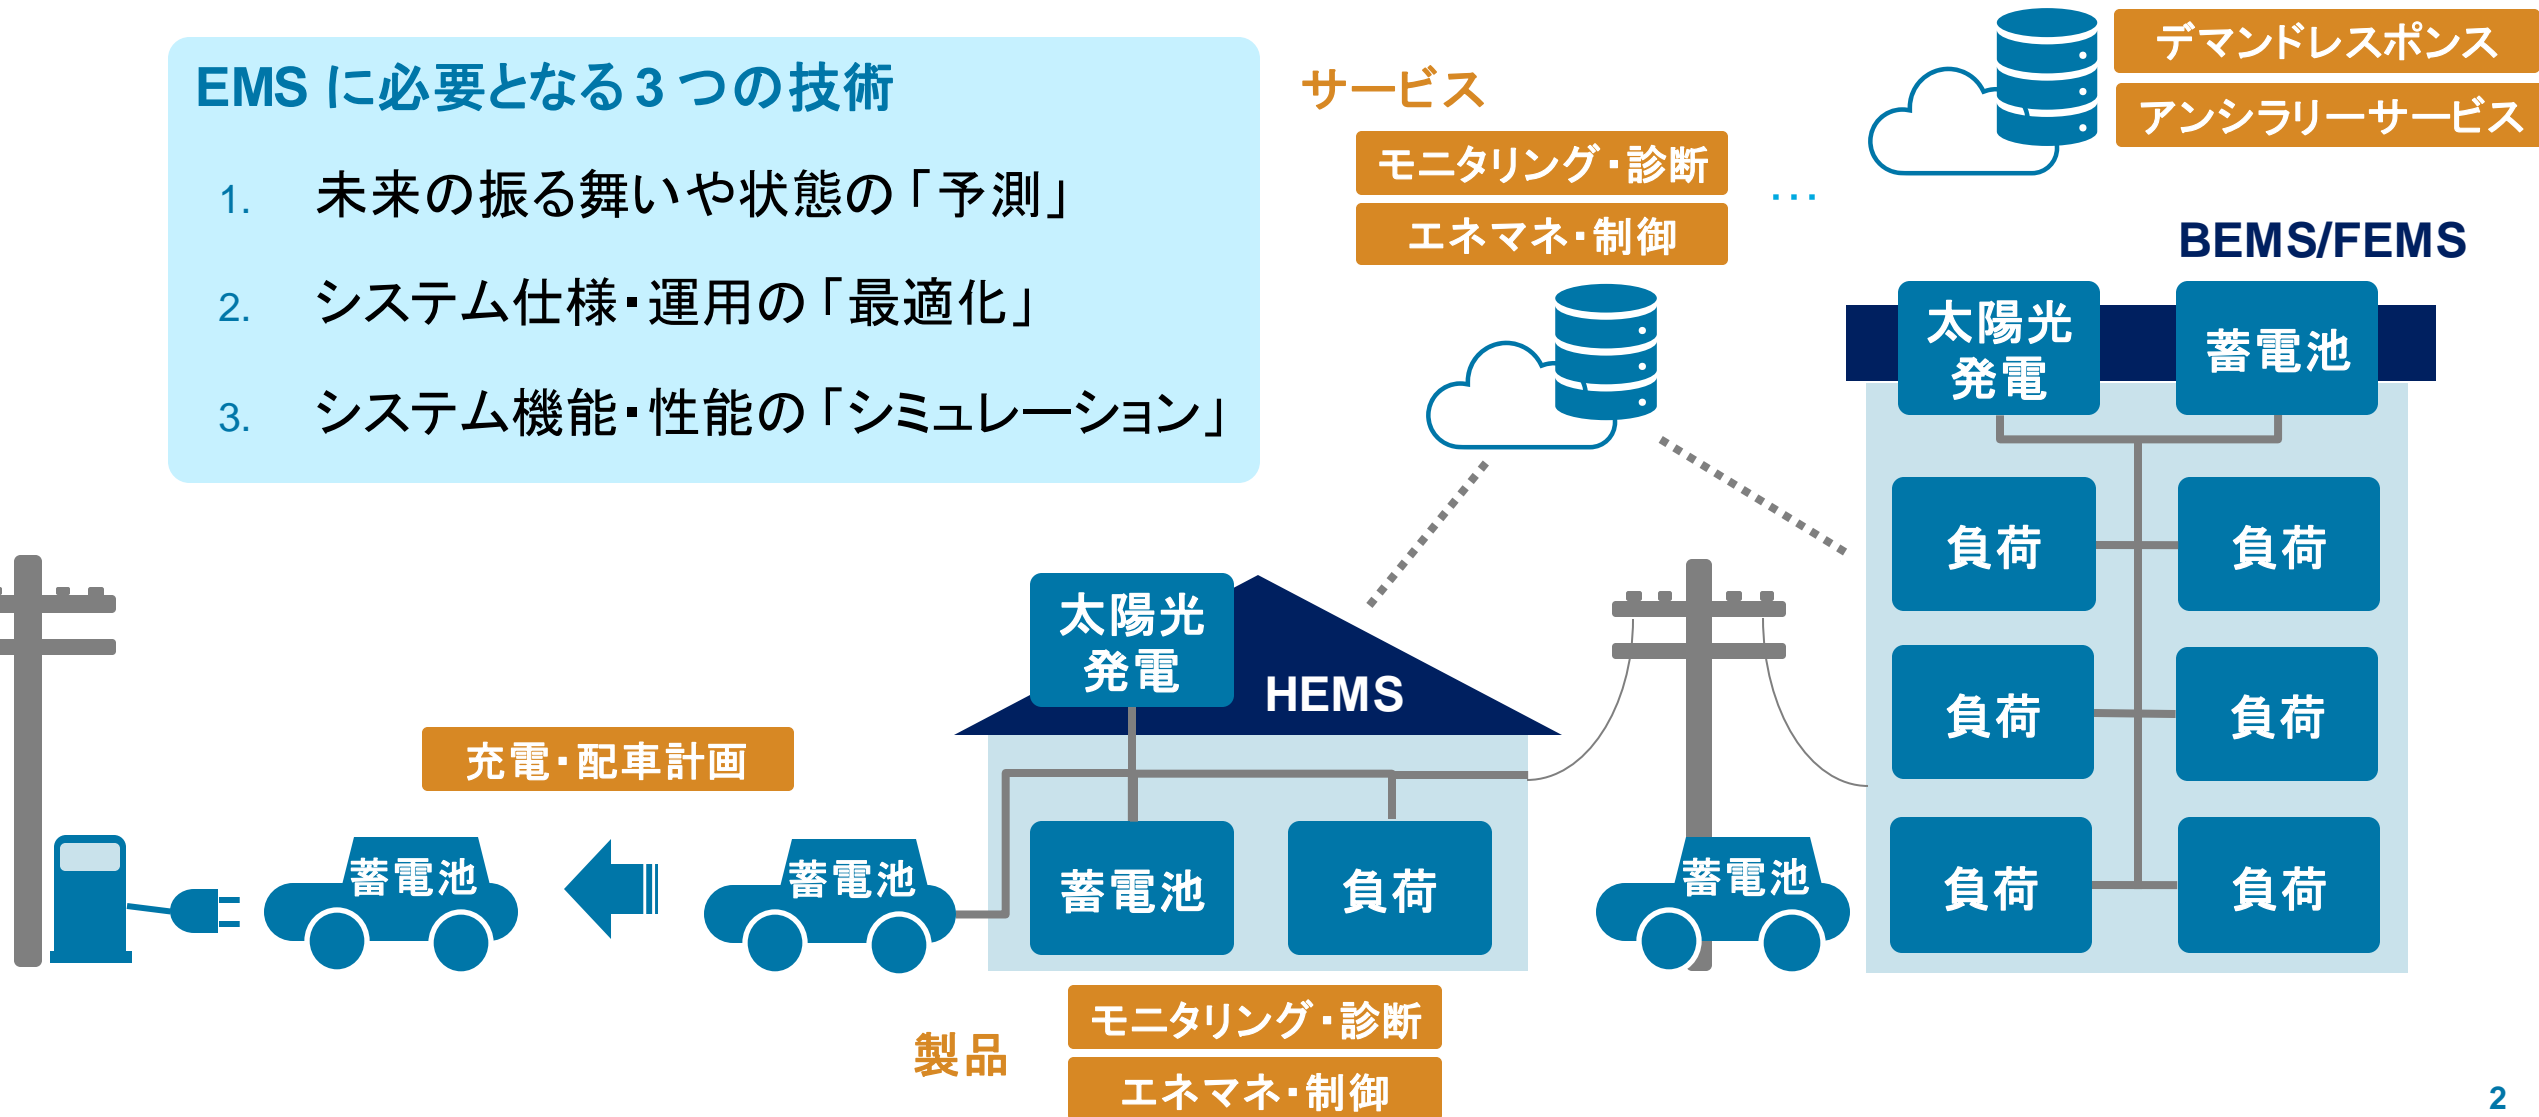 EMS に必要となる 3 つの技術
1. 未来の振る舞いや状態の「予測」
2. システム仕様・運用の「最適化」
3. システム機能・性能の「シミュレーション」
サービス
モニタリング・診断
エネマネ・制御
...
デマンドレスポンス
アンシラリーサービス
BEMS/FEMS
太陽光
発電
蓄電池
負荷
負荷
負荷
負荷
負荷
負荷
太陽光
発電
HEMS
充電・配車計画
蓄電池
蓄電池
蓄電池
負荷
蓄電池
製品
モニタリング・診断
エネマネ・制御
2